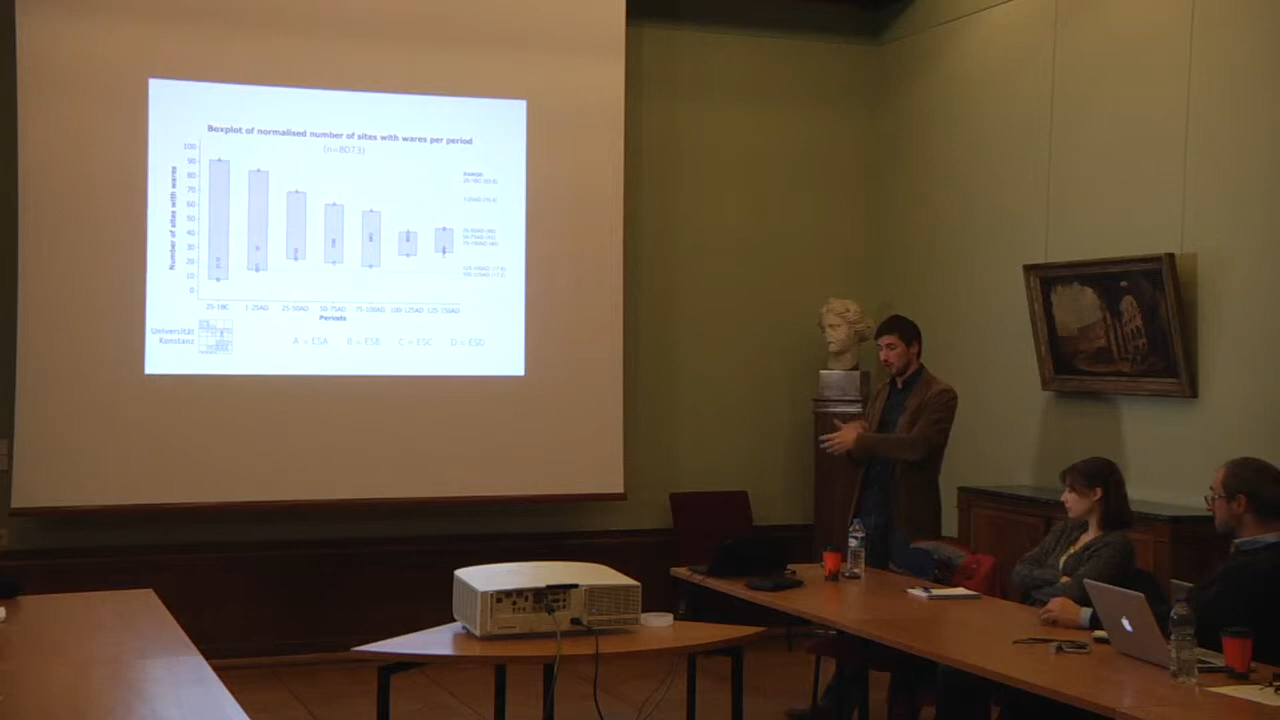 Boxplot of normalised number of sites with wares per period
(n=8073)
Number of sites with wares
100
90
80
70
60
50
40
30
20
10
0
RANGE:
25-1BC 1-25AD 25-50AD 50-75AD 75-100AD 100-125AD 125-150AD
Periods
Universität
Konstanz
A = ESA B = ESB C = ESC D = ESD